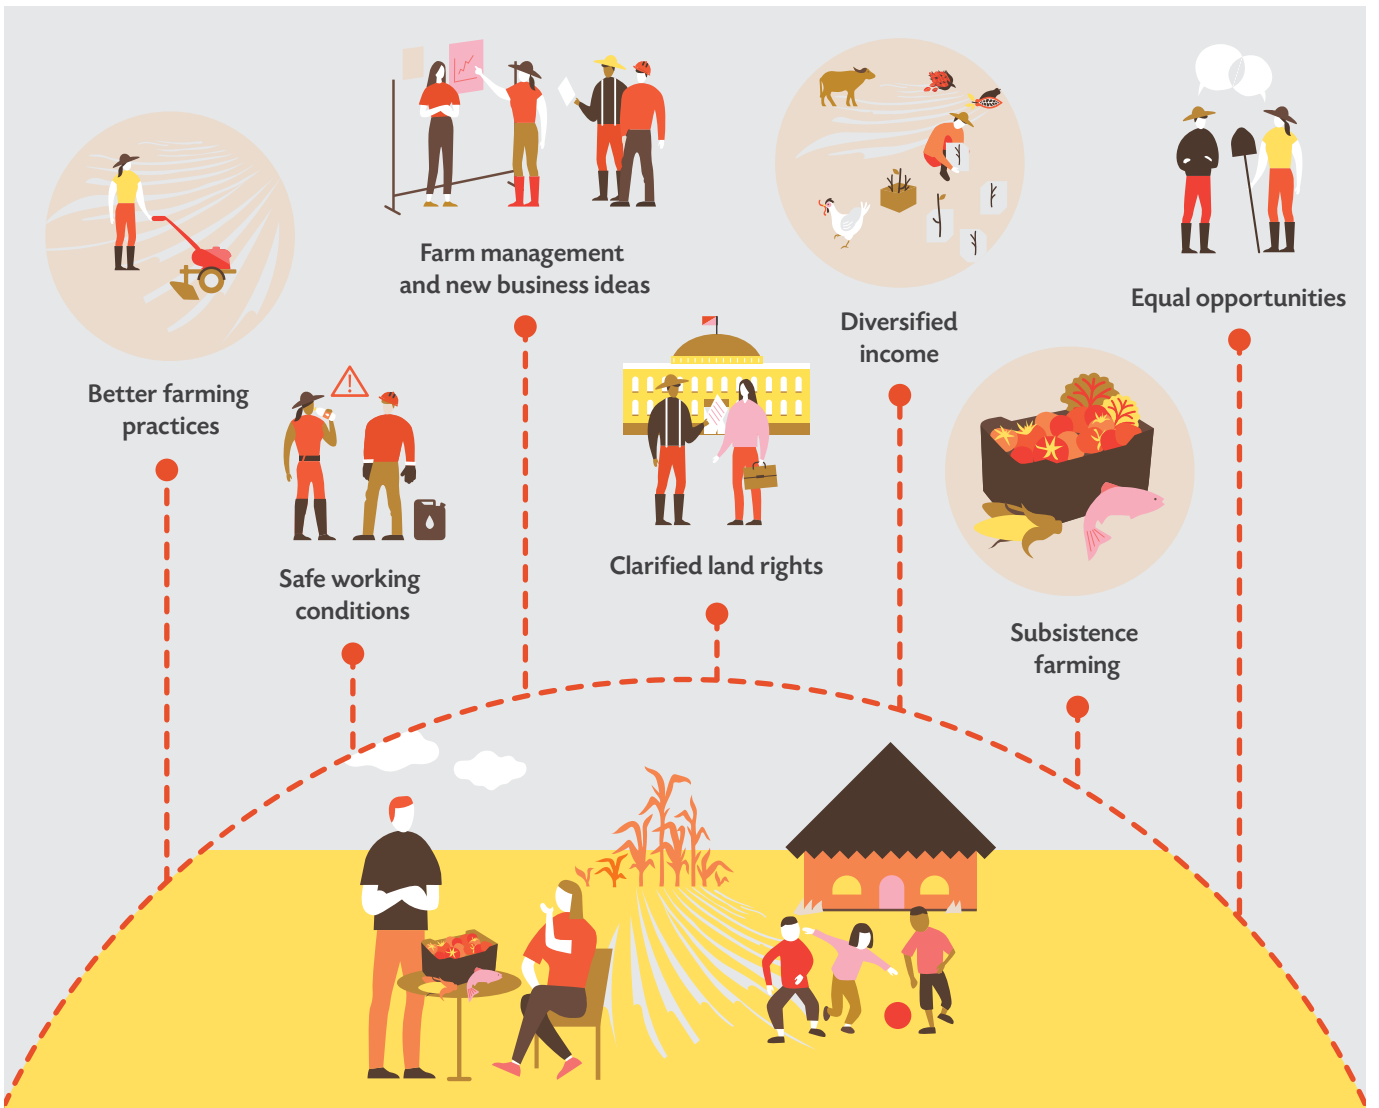 Farm management
and new business ideas
Equal opportunities
Diversified
income
Better farming
practices
Clarified land rights
Safe working
conditions
Subsistence
farming